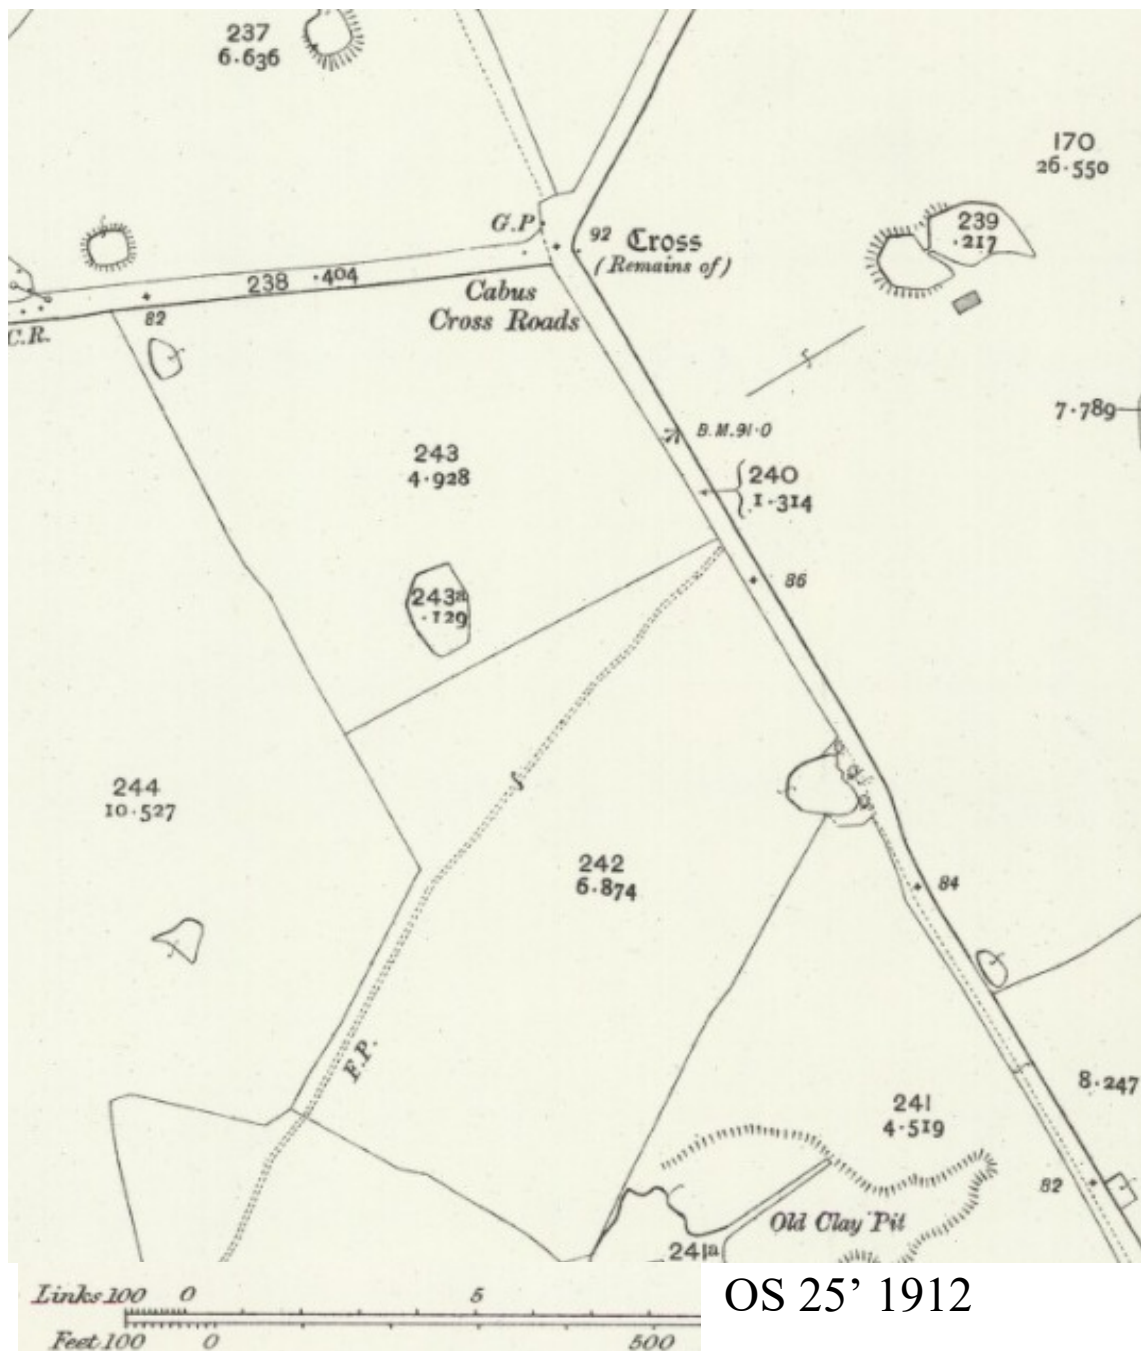 237
6·636
170
26·550
G.P.
92 Cross
(Remains of)
239
·217
238 ·404
Cabus
Cross Roads
82
C.R.
7·789
B.M.91·0
243
4·928
240
1·314
86
243a
·129
244
10·527
242
6·874
84
F.P.
8·247
241
4·519
82
Old Clay Pit
241a
Links 100 0 5
Feet 100 0 500
OS 25’ 1912